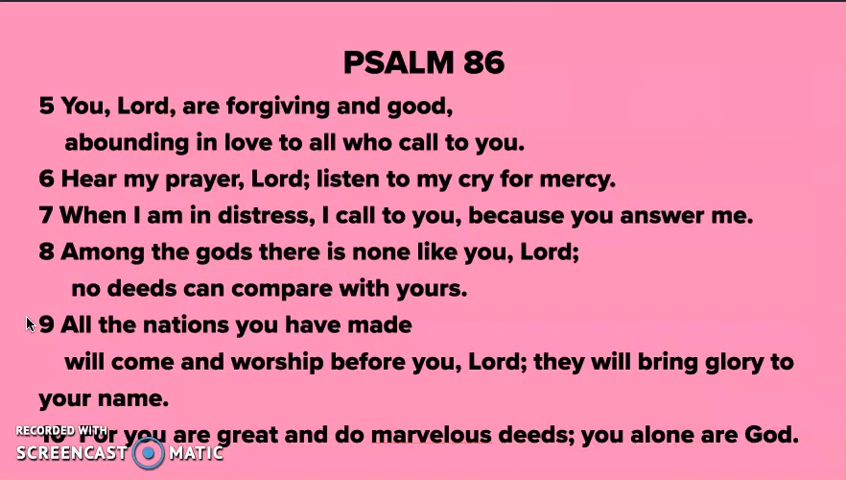 PSALM 86
5 You, Lord, are forgiving and good,
abounding in love to all who call to you.
6 Hear my prayer, Lord; listen to my cry for mercy.
7 When I am in distress, I call to you, because you answer me.
8 Among the gods there is none like you, Lord;
no deeds can compare with yours.
9 All the nations you have made
will come and worship before you, Lord; they will bring glory to
your name.
10 For you are great and do marvelous deeds; you alone are God.
RECORDED WITH
SCREENCAST MATIC